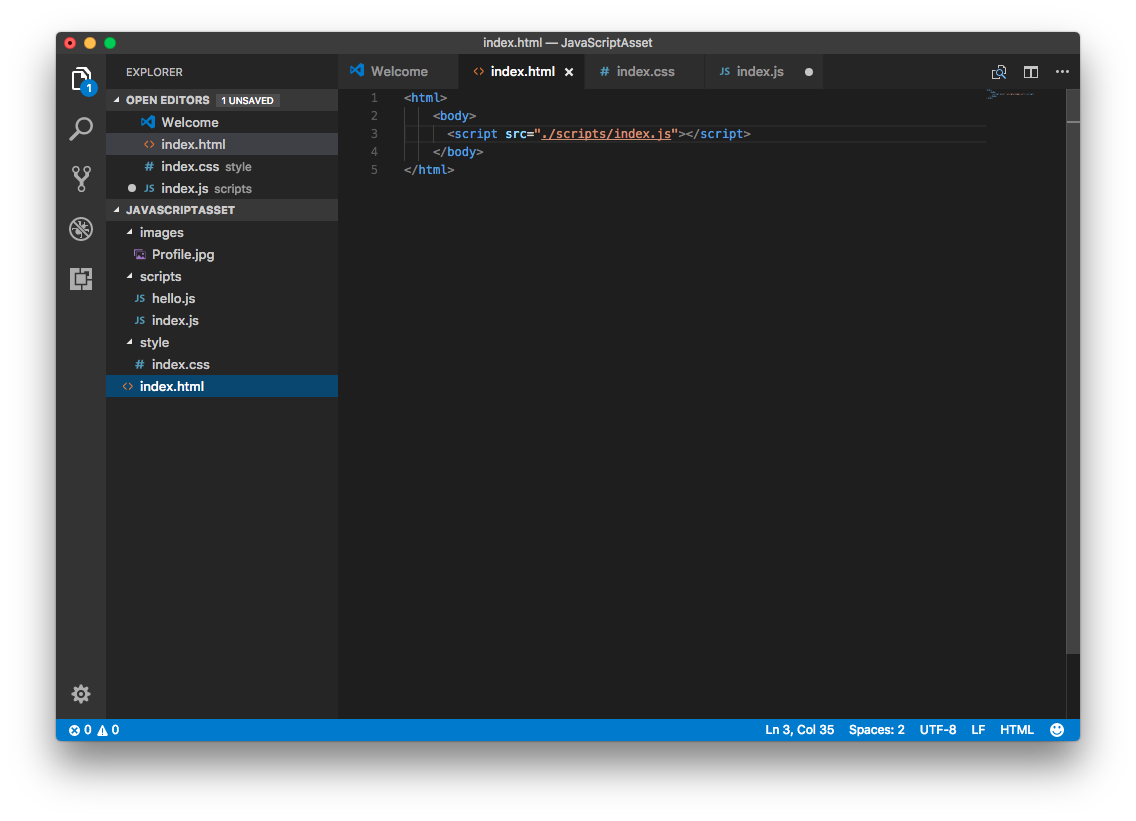 index.html — JavaScriptAsset
1
EXPLORER
OPEN EDITORS 1 UNSAVED
Welcome
index.html
index.css style
JS index.js scripts
JAVASCRIPTASSET
images
Profile.jpg
scripts
JS hello.js
JS index.js
style
# index.css
<> index.html
Welcome <> index.html × # index.css JS index.js
1 <html>
2 <body>
3 <script src="./scripts/index.js"></script>
4 </body>
5 </html>
0 0 Ln 3, Col 35 Spaces: 2 UTF-8 LF HTML